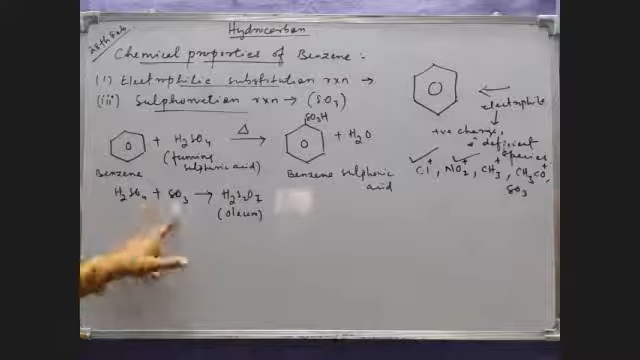 28th Feb
Hydrocarbon
Chemical properties of Benzene:
(i) Electrophilic substitution rxn →
(iii) Sulphonation rxn → (SO3)
electrophile
+ve charge,
e- deficient
species.
Cl+, NO2+, CH3+, CH3CO+,
SO3
SO3H
+ H2SO4 Δ → + H2O
(fuming sulphuric acid)
Benzene
Benzene sulphonic acid
H2SO4 + SO3 → H2S2O7
(Oleum)